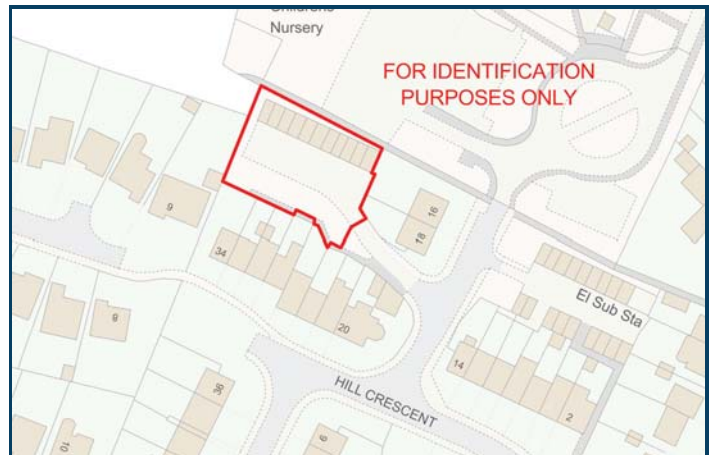 Childrens
Nursery
FOR IDENTIFICATION
PURPOSES ONLY
9
16
18
34
El Sub Sta
20
9
14
HILL CRESCENT
36
2
10
6